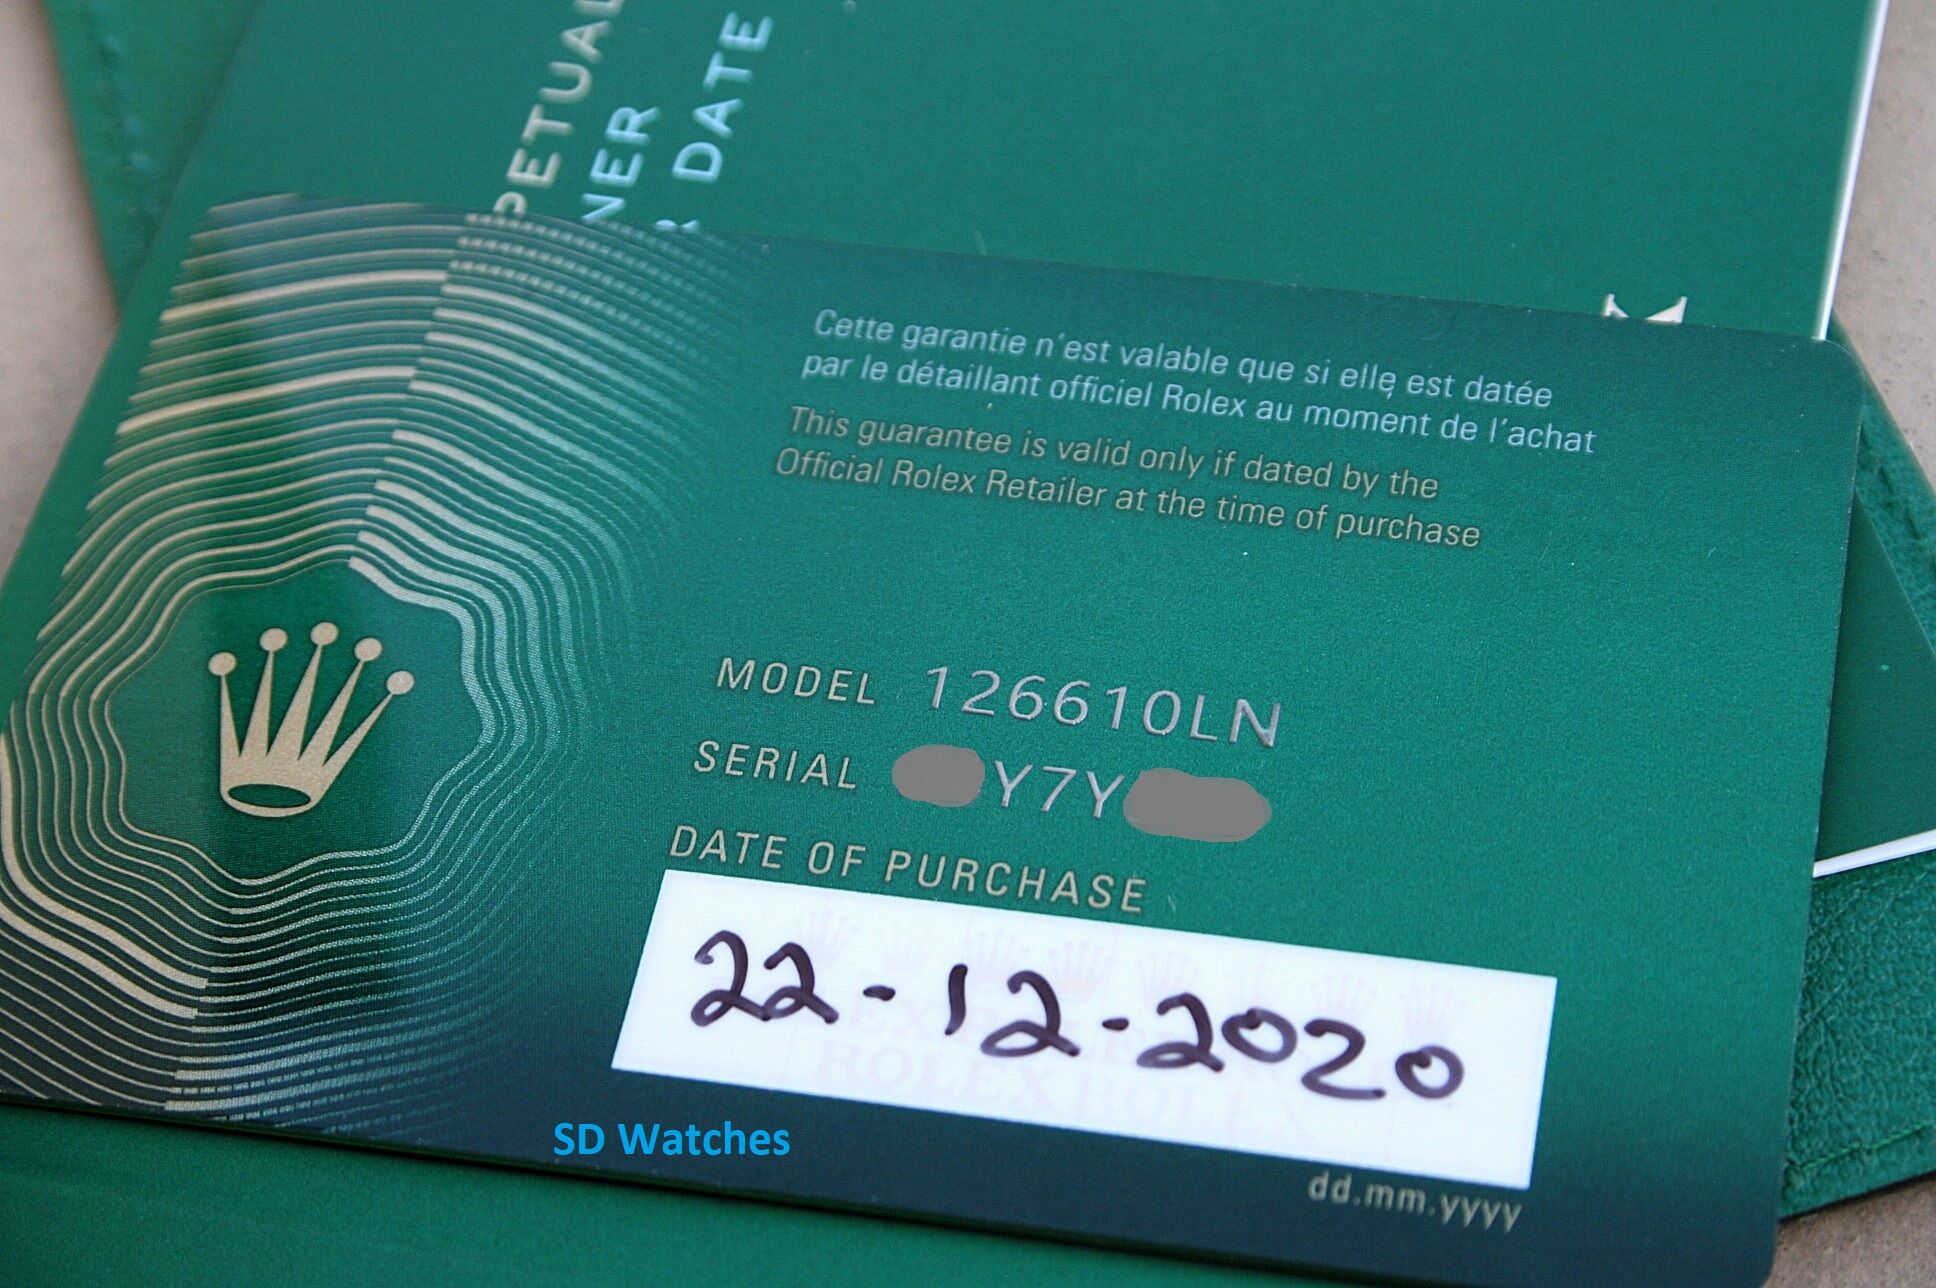 PETUAL
NER
DATE
Cette garantie n'est valable que si elle est datée
par le détaillant officiel Rolex au moment de l'achat
This guarantee is valid only if dated by the
Official Rolex Retailer at the time of purchase
MODEL 126610LN
SERIAL Y7Y
DATE OF PURCHASE
22-12-2020
ROLEX ROLEX
dd.mm.yyyy
SD Watches